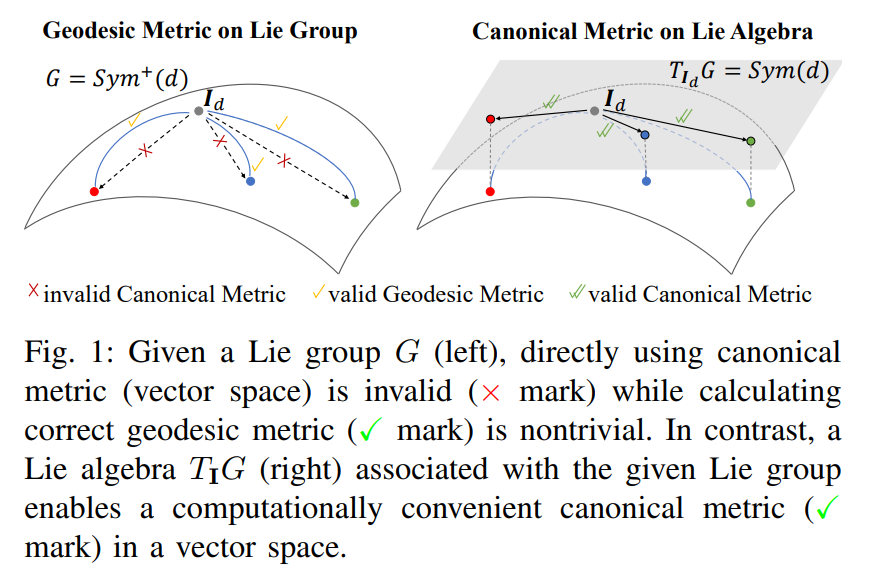 Geodesic Metric on Lie Group
Canonical Metric on Lie Algebra
G = Sym⁺(d)
I_d
T_{I_d}G = Sym(d)
I_d
× invalid Canonical Metric ✓ valid Geodesic Metric ✓✓ valid Canonical Metric
Fig. 1: Given a Lie group G (left), directly using canonical
metric (vector space) is invalid (× mark) while calculating
correct geodesic metric (✓ mark) is nontrivial. In contrast, a
Lie algebra T_IG (right) associated with the given Lie group
enables a computationally convenient canonical metric (✓
mark) in a vector space.